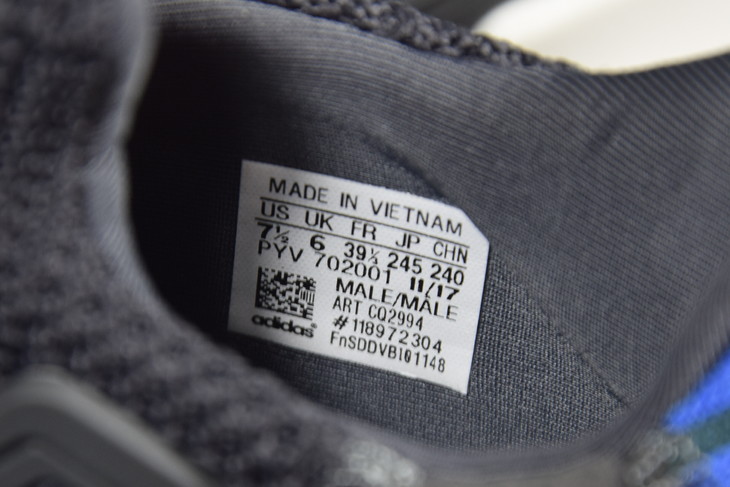 MADE IN VIETNAM
US UK FR JP CHN
7½ 6 39⅓ 245 240
PYV 702001 11/17
MALE/MÂLE
ART CQ2994
#118972304
FnSDDVBI01148
adidas